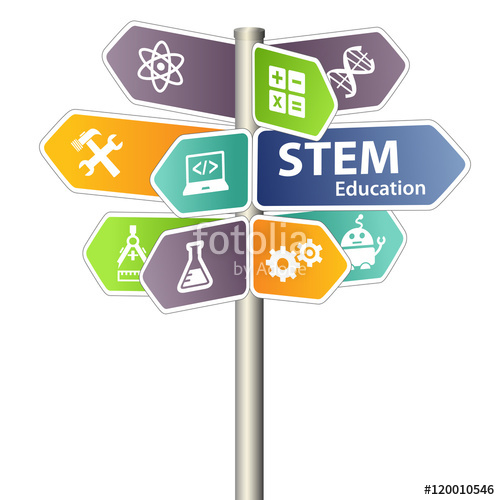 </>
STEM
Education
fotolia
by Adobe
#120010546